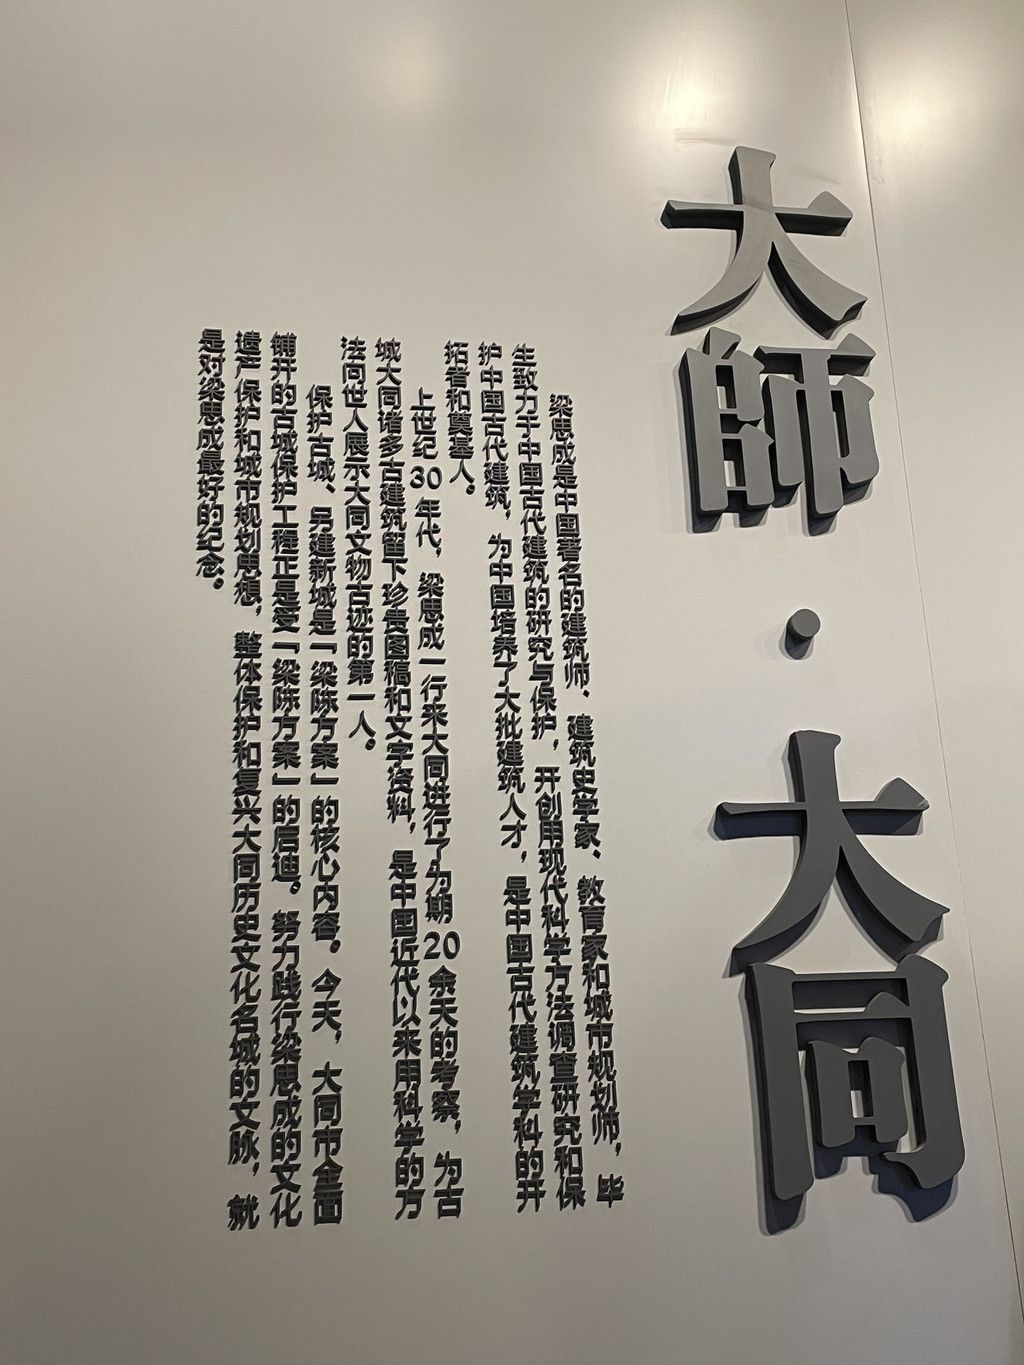 大師·大同
梁思成是中国著名的建筑师、建筑史学家、教育家和城市规划师，毕
生致力于中国古代建筑的研究与保护，开创用现代科学方法调查研究和保
护中国古代建筑，为中国培养了大批建筑人才，是中国古代建筑学科的开
拓者和奠基人。
上世纪30年代，梁思成一行来大同进行了为期20余天的考察，为古
城大同诸多古建筑留下珍贵图稿和文字资料，是中国近代以来用科学的方
法向世人展示大同文物古迹的第一人。
保护古城、另建新城是「梁陈方案」的核心内容。今天，大同市全面
铺开的古城保护工程正是受「梁陈方案」的启迪。努力践行梁思成的文化
遗产保护和城市规划思想，整体保护和复兴大同历史文化名城的文脉，就
是对梁思成最好的纪念。